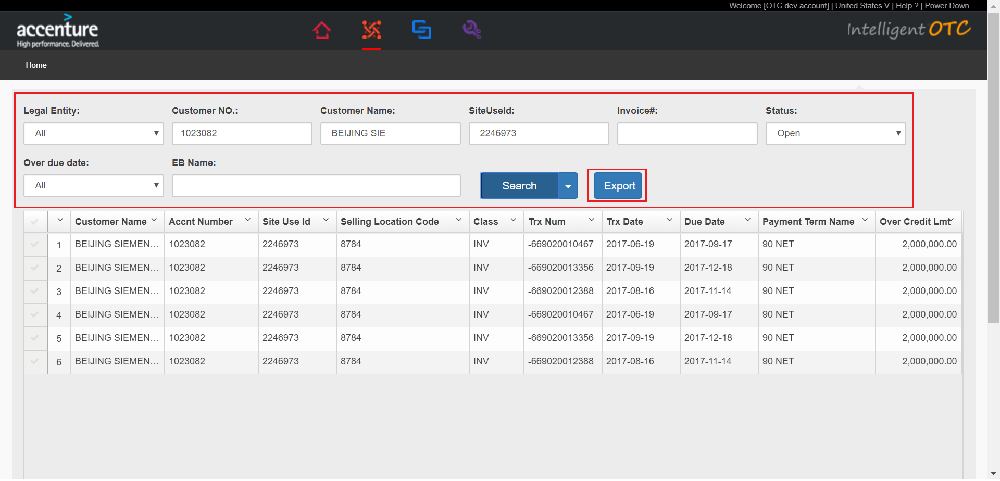 Welcome [OTC dev account] | United States V | Help ? | Power Down
accenture
High performance. Delivered.
Intelligent OTC
Home
Legal Entity: Customer NO.: Customer Name: SiteUseId: Invoice#: Status:
All 1023082 BEIJING SIE 2246973 Open
Over due date: EB Name:
All Search Export
Customer Name Accnt Number Site Use Id Selling Location Code Class Trx Num Trx Date Due Date Payment Term Name Over Credit Lmt
1 BEIJING SIEMEN... 1023082 2246973 8784 INV -669020010467 2017-06-19 2017-09-17 90 NET 2,000,000.00
2 BEIJING SIEMEN... 1023082 2246973 8784 INV -669020013356 2017-09-19 2017-12-18 90 NET 2,000,000.00
3 BEIJING SIEMEN... 1023082 2246973 8784 INV -669020012388 2017-08-16 2017-11-14 90 NET 2,000,000.00
4 BEIJING SIEMEN... 1023082 2246973 8784 INV -669020010467 2017-06-19 2017-09-17 90 NET 2,000,000.00
5 BEIJING SIEMEN... 1023082 2246973 8784 INV -669020013356 2017-09-19 2017-12-18 90 NET 2,000,000.00
6 BEIJING SIEMEN... 1023082 2246973 8784 INV -669020012388 2017-08-16 2017-11-14 90 NET 2,000,000.00